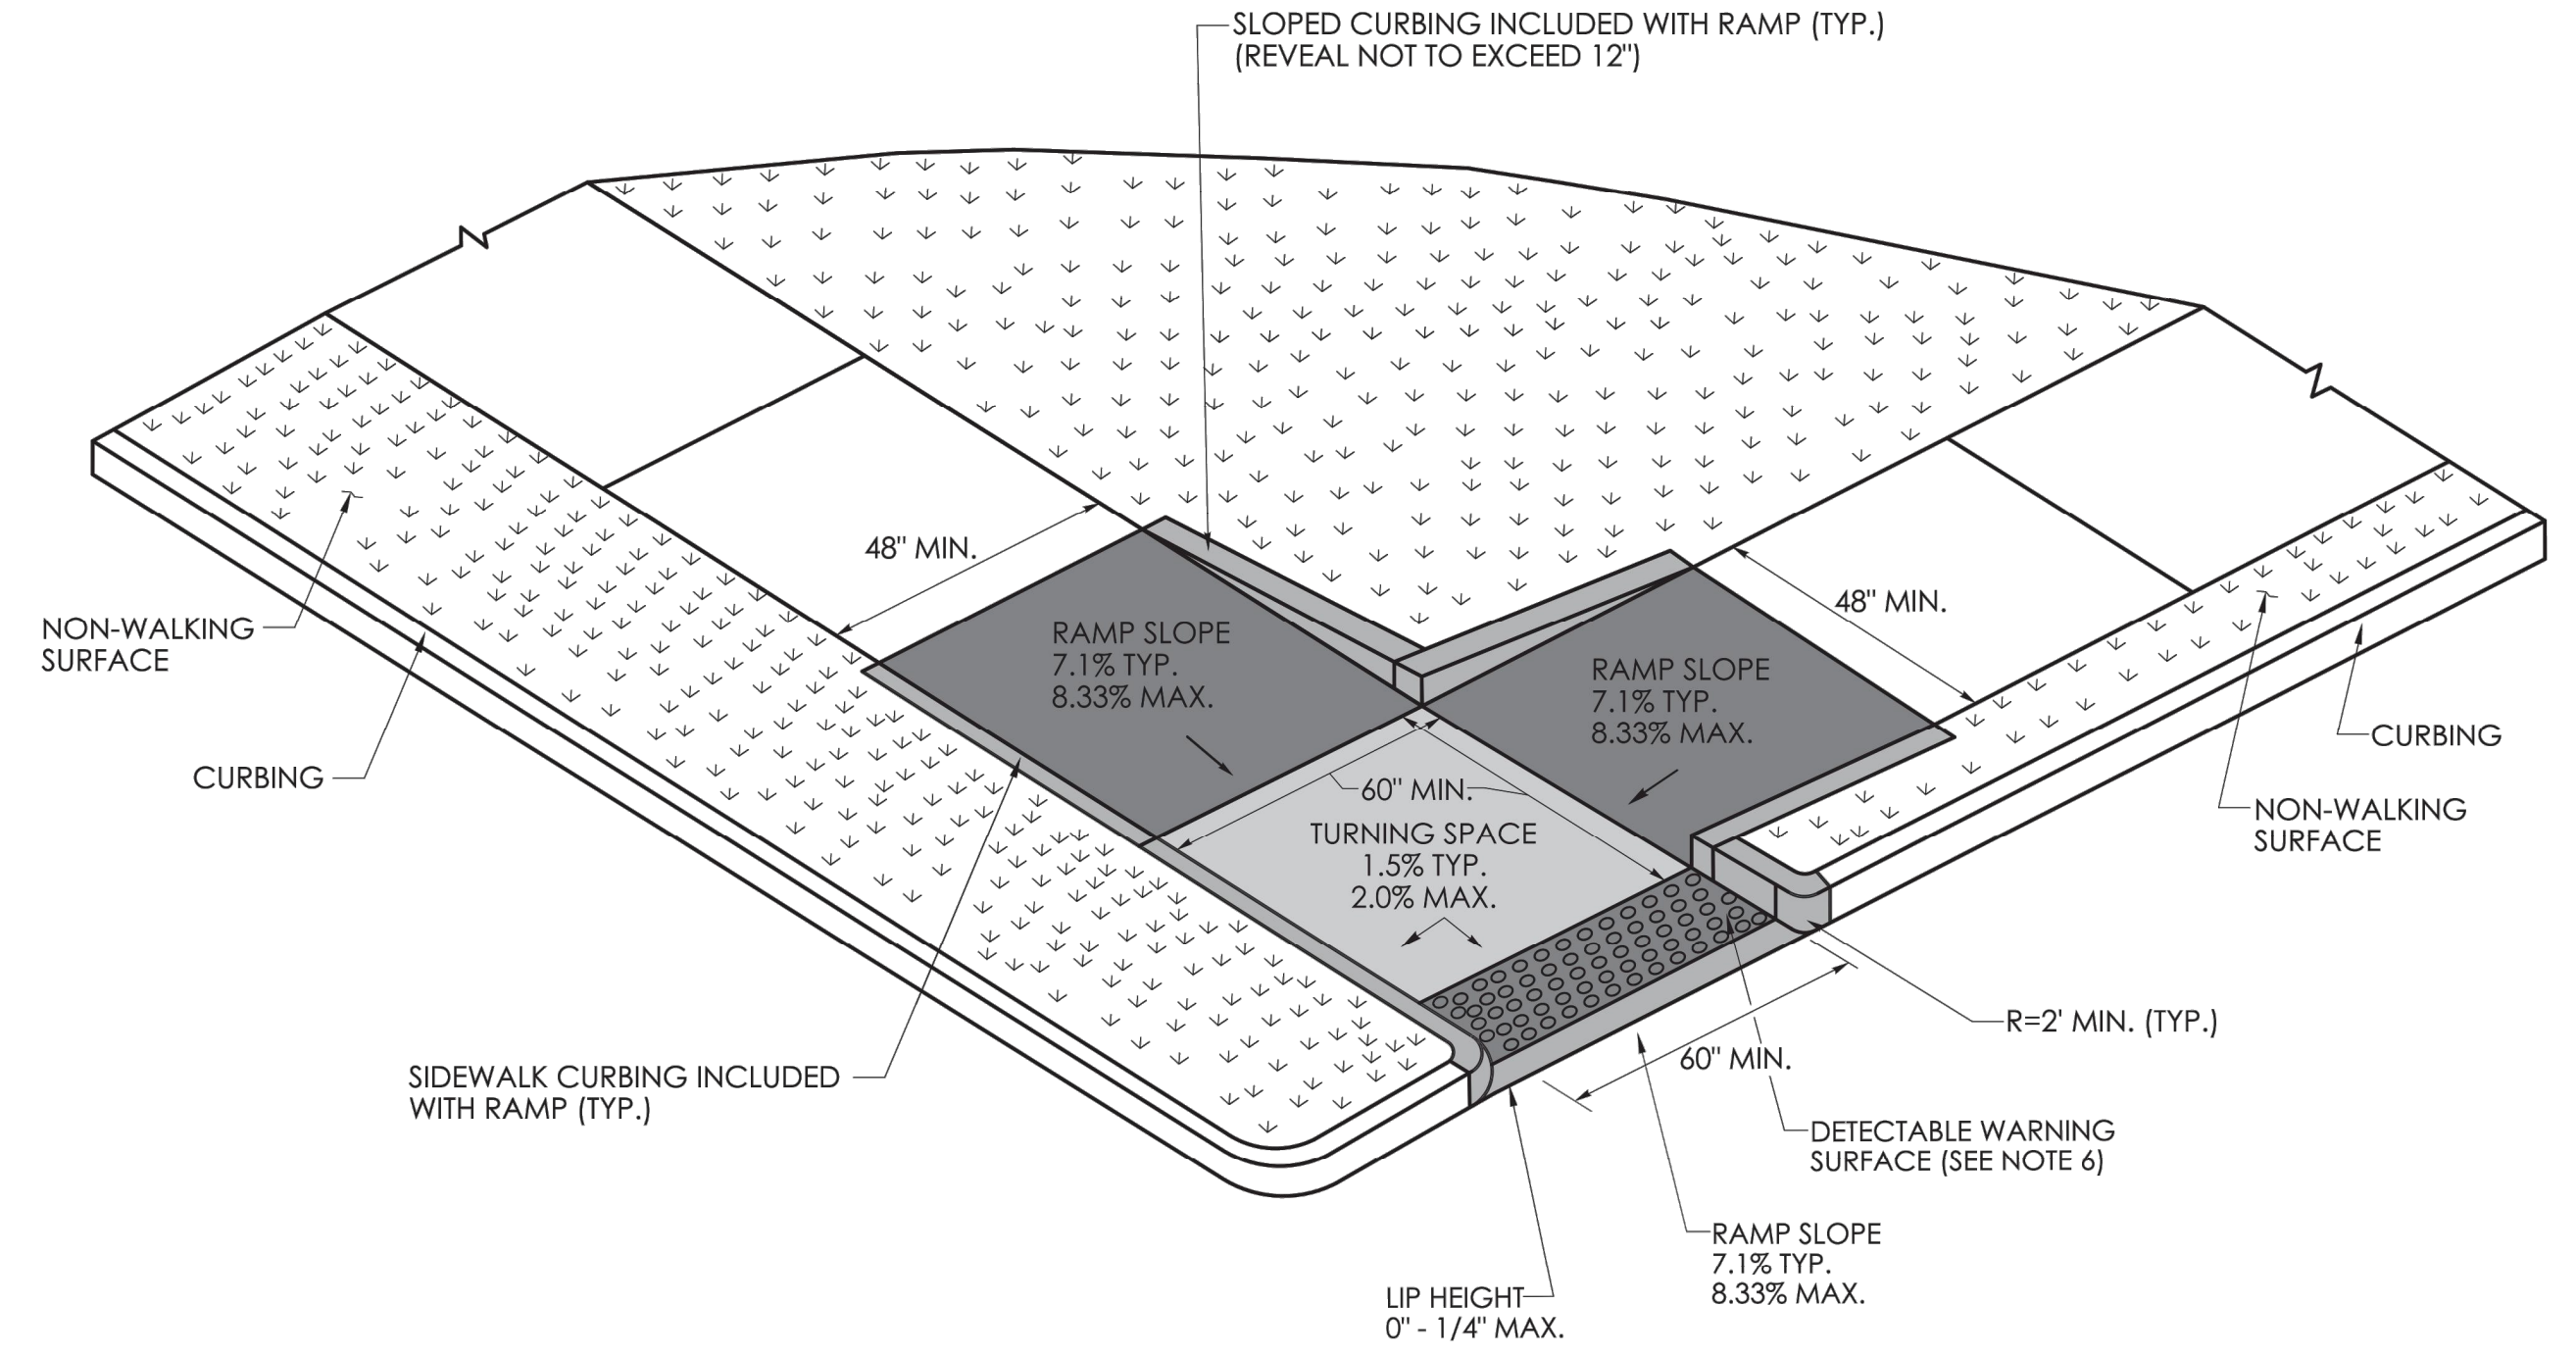 SLOPED CURBING INCLUDED WITH RAMP (TYP.)
(REVEAL NOT TO EXCEED 12")
48" MIN.
48" MIN.
NON-WALKING
SURFACE
RAMP SLOPE
7.1% TYP.
8.33% MAX.
RAMP SLOPE
7.1% TYP.
8.33% MAX.
CURBING
CURBING
60" MIN.
NON-WALKING
SURFACE
TURNING SPACE
1.5% TYP.
2.0% MAX.
R=2' MIN. (TYP.)
60" MIN.
SIDEWALK CURBING INCLUDED
WITH RAMP (TYP.)
DETECTABLE WARNING
SURFACE (SEE NOTE 6)
RAMP SLOPE
7.1% TYP.
8.33% MAX.
LIP HEIGHT
0" - 1/4" MAX.